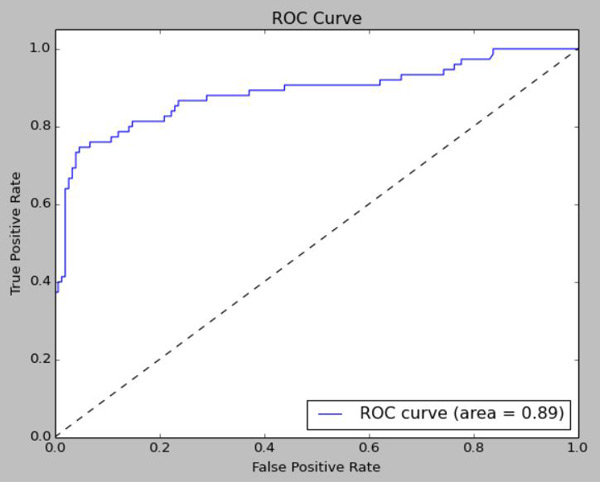 ROC Curve
1.0
0.8
0.6
0.4
0.2
0.0
True Positive Rate
ROC curve (area = 0.89)
0.0 0.2 0.4 0.6 0.8 1.0
False Positive Rate